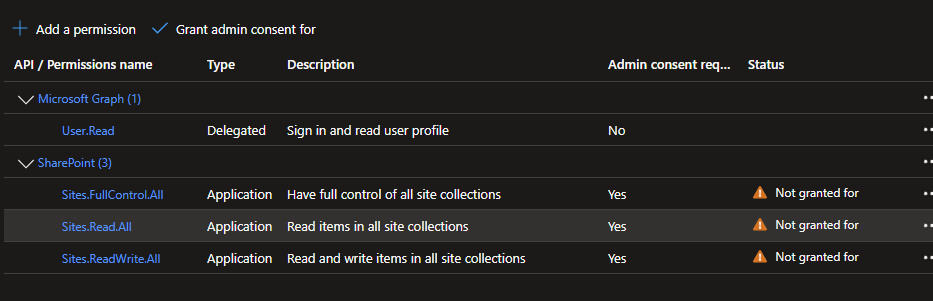 Add a permission Grant admin consent for
API / Permissions name Type Description Admin consent req... Status
Microsoft Graph (1)
User.Read Delegated Sign in and read user profile No
SharePoint (3)
Sites.FullControl.All Application Have full control of all site collections Yes Not granted for
Sites.Read.All Application Read items in all site collections Yes Not granted for
Sites.ReadWrite.All Application Read and write items in all site collections Yes Not granted for